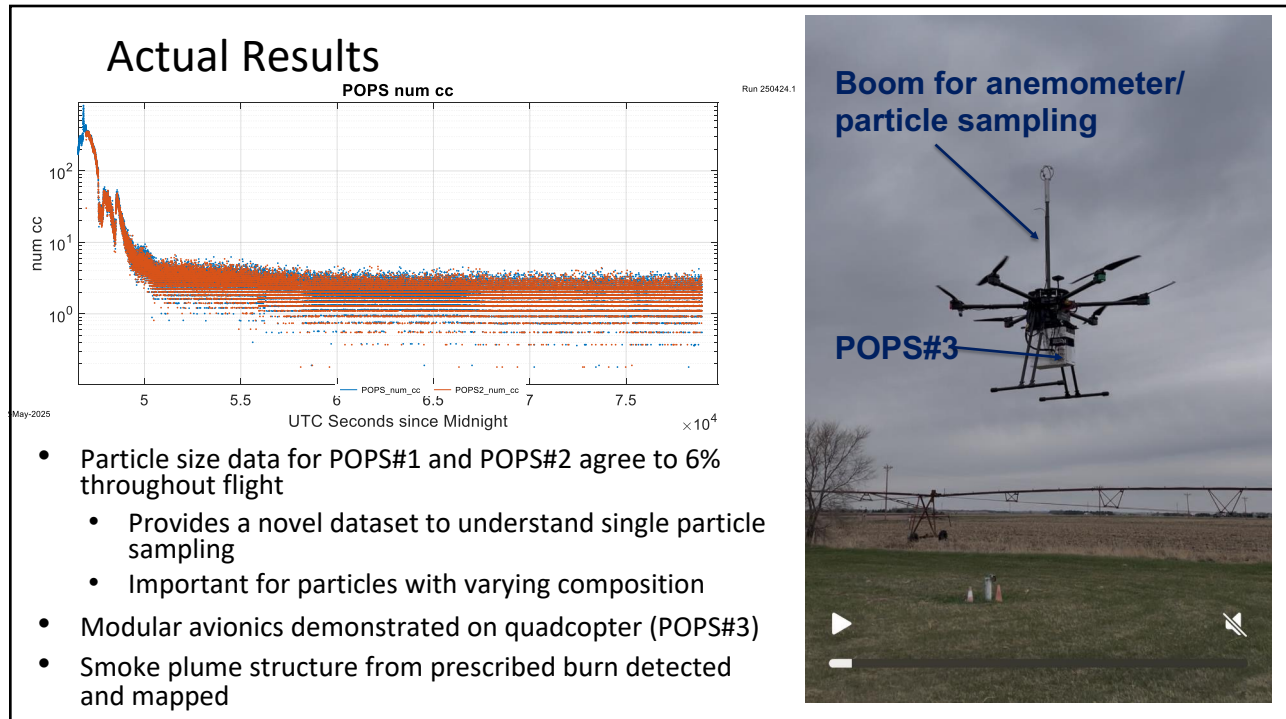 Actual Results
POPS num cc
Run 250424.1
num cc
10²
10¹
10⁰
5
5.5
6
6.5
7
7.5
×10⁴
POPS_num_cc
POPS2_num_cc
UTC Seconds since Midnight
May-2025
• Particle size data for POPS#1 and POPS#2 agree to 6%
throughout flight
• Provides a novel dataset to understand single particle
sampling
• Important for particles with varying composition
• Modular avionics demonstrated on quadcopter (POPS#3)
• Smoke plume structure from prescribed burn detected
and mapped
Boom for anemometer/
particle sampling
POPS#3